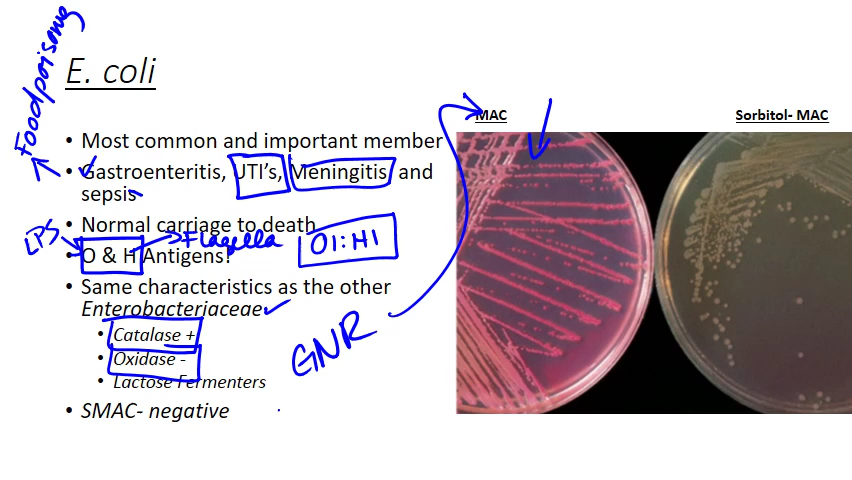 Foodpoisoning
E. coli
MAC
Sorbitol- MAC
• Most common and important member
• Gastroenteritis, UTI's, Meningitis and
sepsis
• Normal carriage to death
LPS
Flagella
O1:H1
• O & H Antigens!
• Same characteristics as the other
Enterobacteriaceae
• Catalase +
• Oxidase -
• Lactose Fermenters
GNR
• SMAC- negative